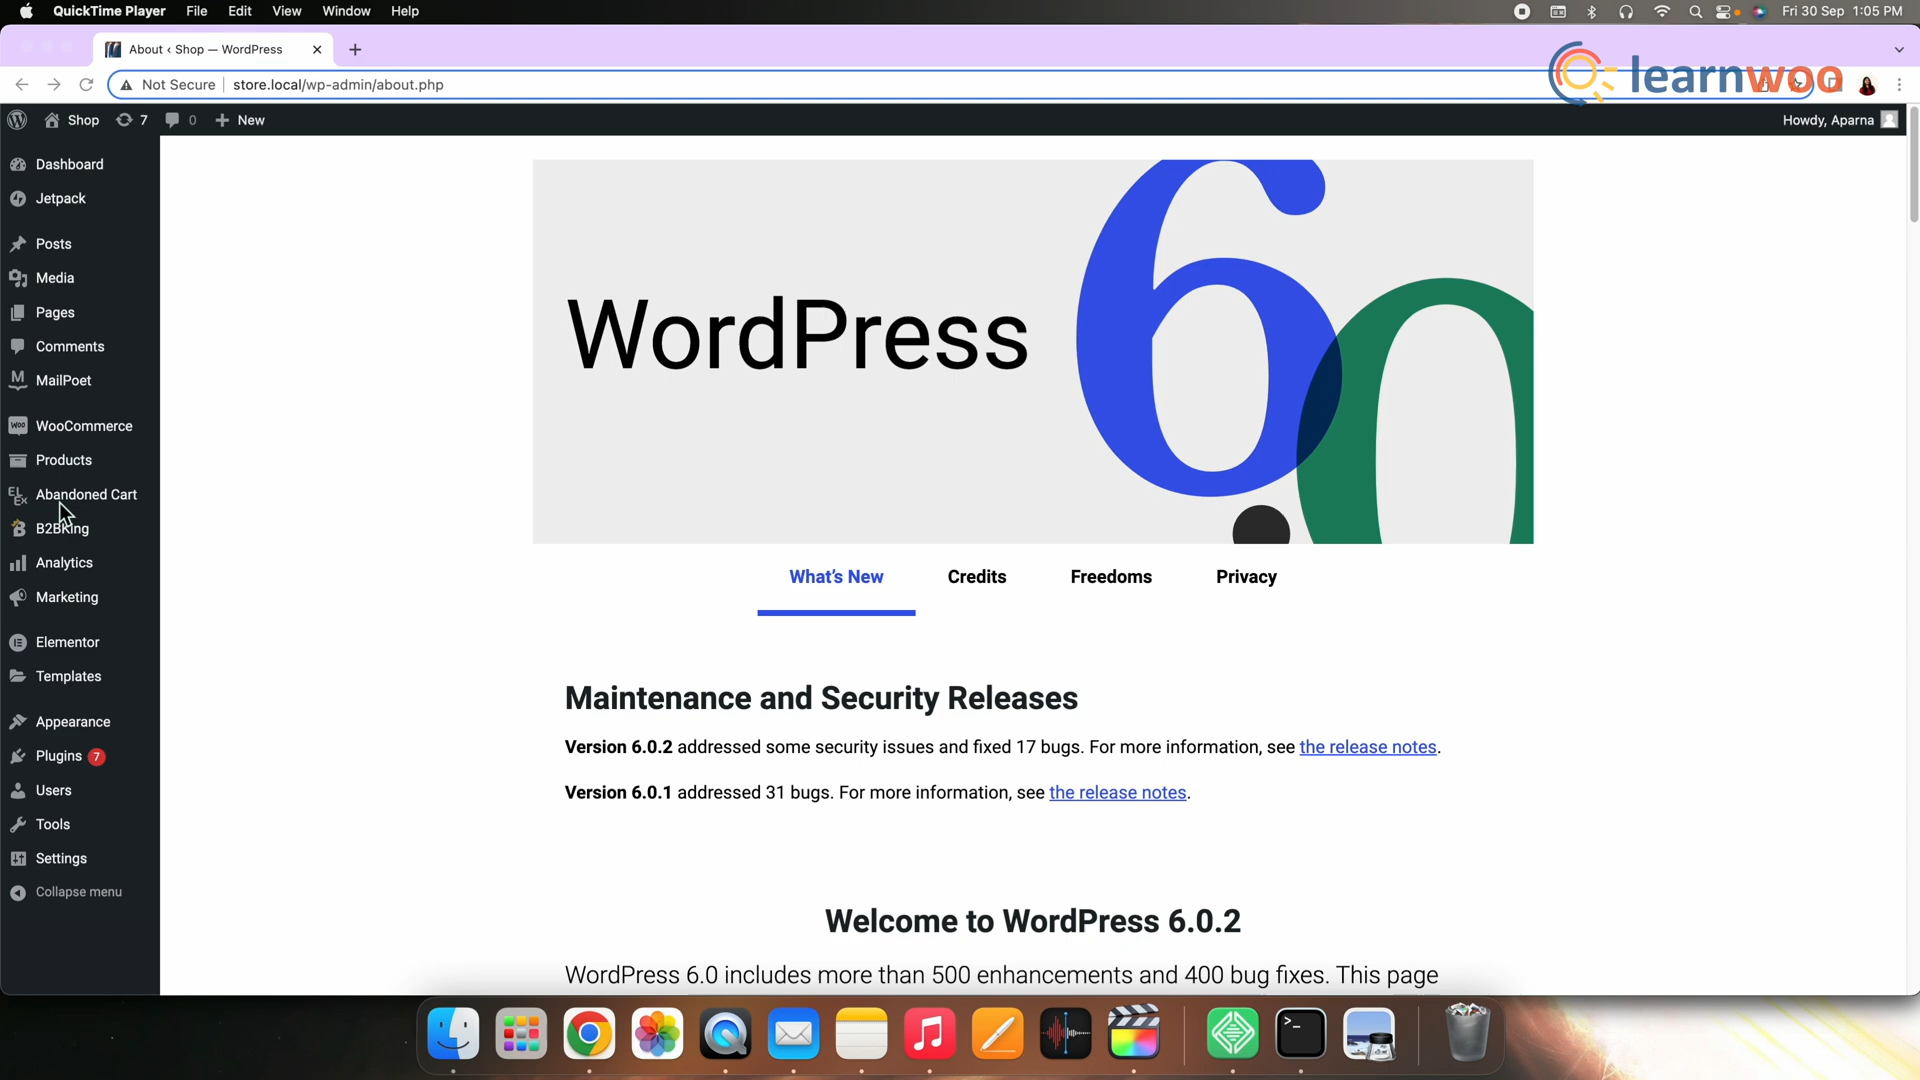 QuickTime Player File Edit View Window Help
Fri 30 Sep 1:05 PM
About ‹ Shop — WordPress
Not Secure store.local/wp-admin/about.php
learnwoo
Shop 7 0 New
Howdy, Aparna
Dashboard
Jetpack
Posts
Media
Pages
Comments
MailPoet
WooCommerce
Products
Abandoned Cart
B2BKing
Analytics
Marketing
Elementor
Templates
Appearance
Plugins 7
Users
Tools
Settings
Collapse menu
WordPress
6.0
What's New Credits Freedoms Privacy
Maintenance and Security Releases
Version 6.0.2 addressed some security issues and fixed 17 bugs. For more information, see the release notes.
Version 6.0.1 addressed 31 bugs. For more information, see the release notes.
Welcome to WordPress 6.0.2
WordPress 6.0 includes more than 500 enhancements and 400 bug fixes. This page